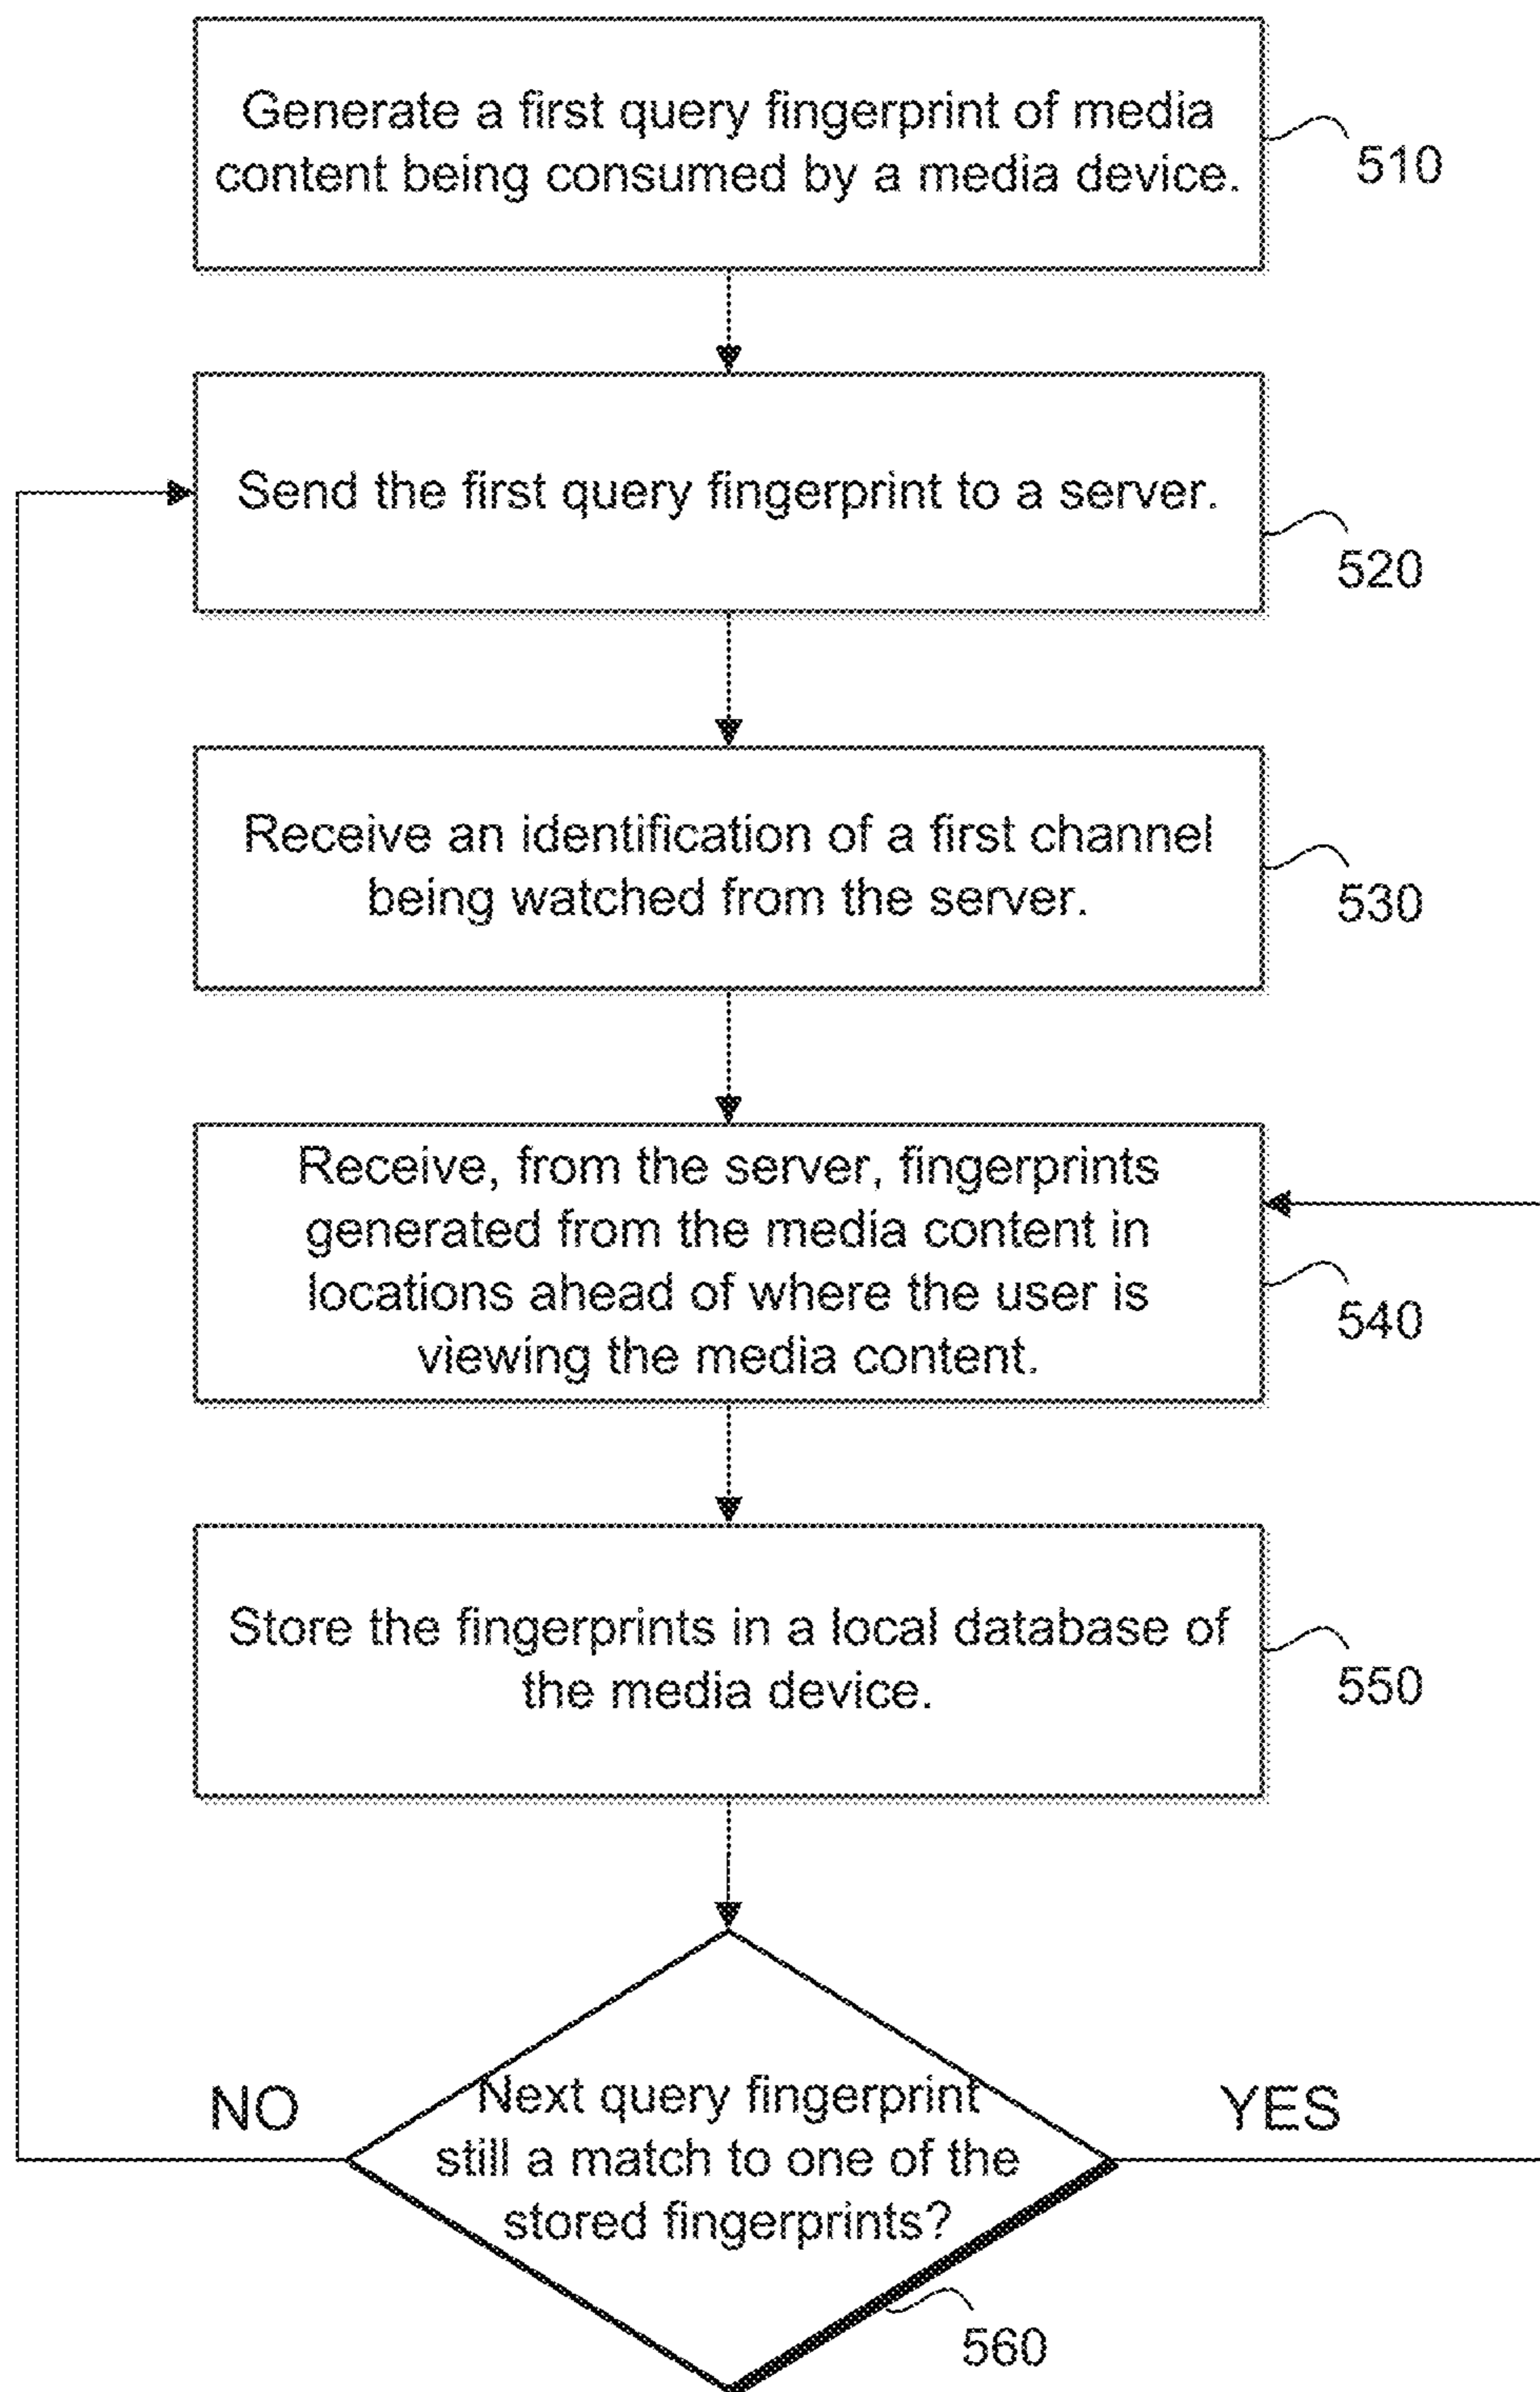 Generate a first query fingerprint of media
content being consumed by a media device.
510
Send the first query fingerprint to a server.
520
Receive an identification of a first channel
being watched from the server.
530
Receive, from the server, fingerprints
generated from the media content in
locations ahead of where the user is
viewing the media content.
540
Store the fingerprints in a local database of
the media device.
550
NO
Next query fingerprint
still a match to one of the
stored fingerprints?
YES
560